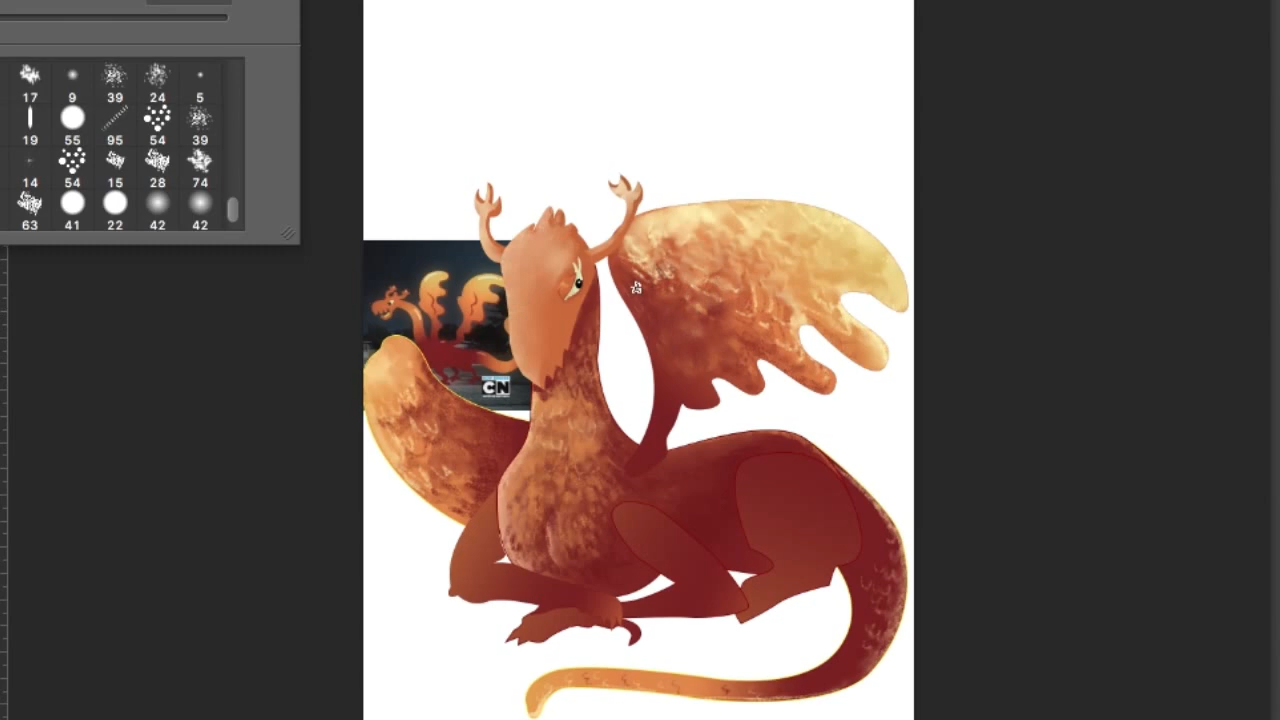 17 9 39 24 5
19 55 95 54 39
14 54 15 28 74
63 41 22 42 42
CN